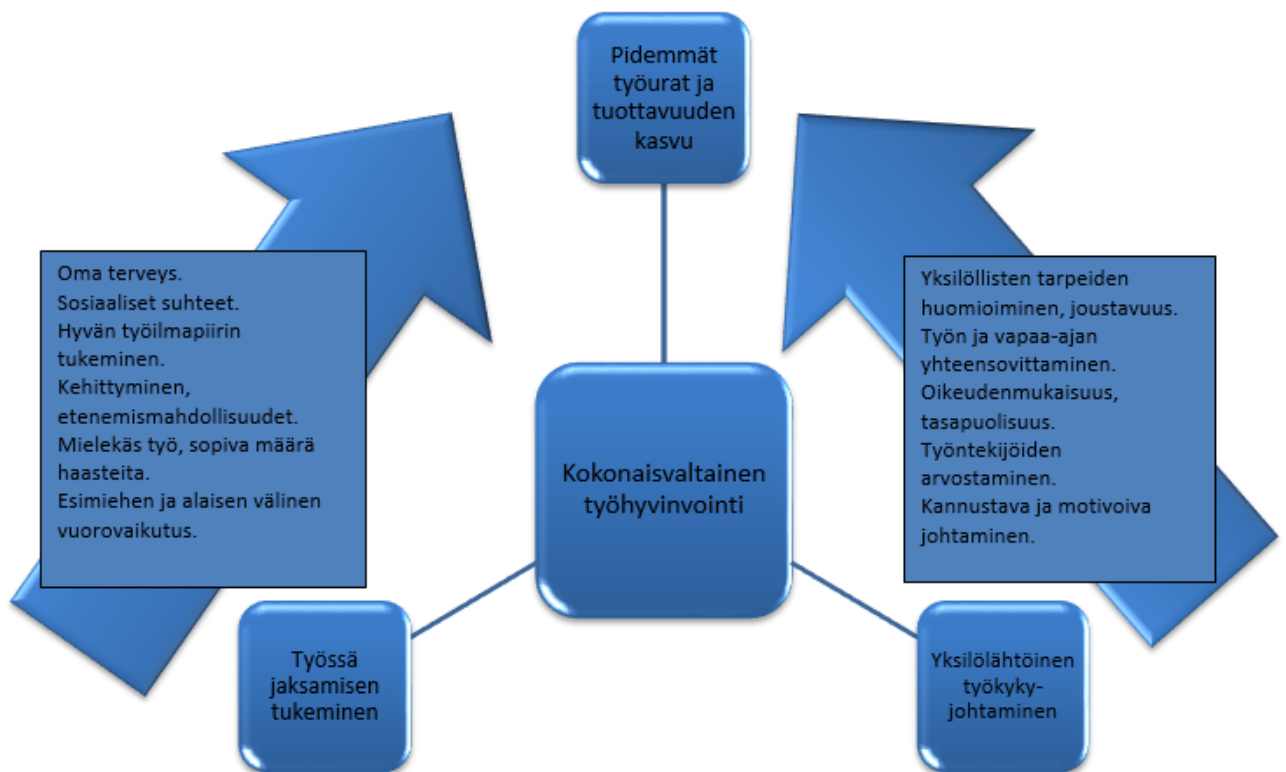 Pidemmät
työurat ja
tuottavuuden
kasvu
Oma terveys.
Sosiaaliset suhteet.
Hyvän työilmapiirin
tukeminen.
Kehittyminen,
etenemismahdollisuudet.
Mielekäs työ, sopiva määrä
haasteita.
Esimiehen ja alaisen välinen
vuorovaikutus.
Yksilöllisten tarpeiden
huomioiminen, joustavuus.
Työn ja vapaa-ajan
yhteensovittaminen.
Oikeudenmukaisuus,
tasapuolisuus.
Työntekijöiden
arvostaminen.
Kannustava ja motivoiva
johtaminen.
Kokonaisvaltainen
työhyvinvointi
Työssä
jaksamisen
tukeminen
Yksilölähtöinen
työkyky-
johtaminen